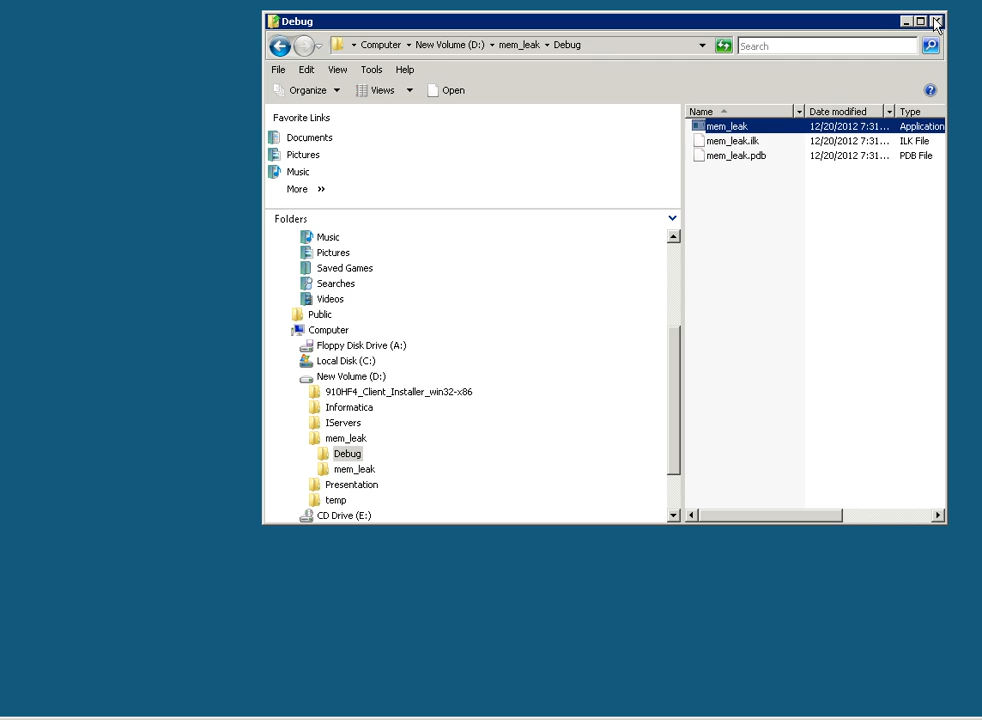 Debug
Computer New Volume (D:) mem_leak Debug
Search
File Edit View Tools Help
Organize Views Open
Favorite Links
Documents
Pictures
Music
More »
Folders
Music
Pictures
Saved Games
Searches
Videos
Public
Computer
Floppy Disk Drive (A:)
Local Disk (C:)
New Volume (D:)
910HF4_Client_Installer_win32-x86
Informatica
IServers
mem_leak
Debug
mem_leak
Presentation
temp
CD Drive (E:)
Name Date modified Type
mem_leak 12/20/2012 7:31... Application
mem_leak.ilk 12/20/2012 7:31... ILK File
mem_leak.pdb 12/20/2012 7:31... PDB File